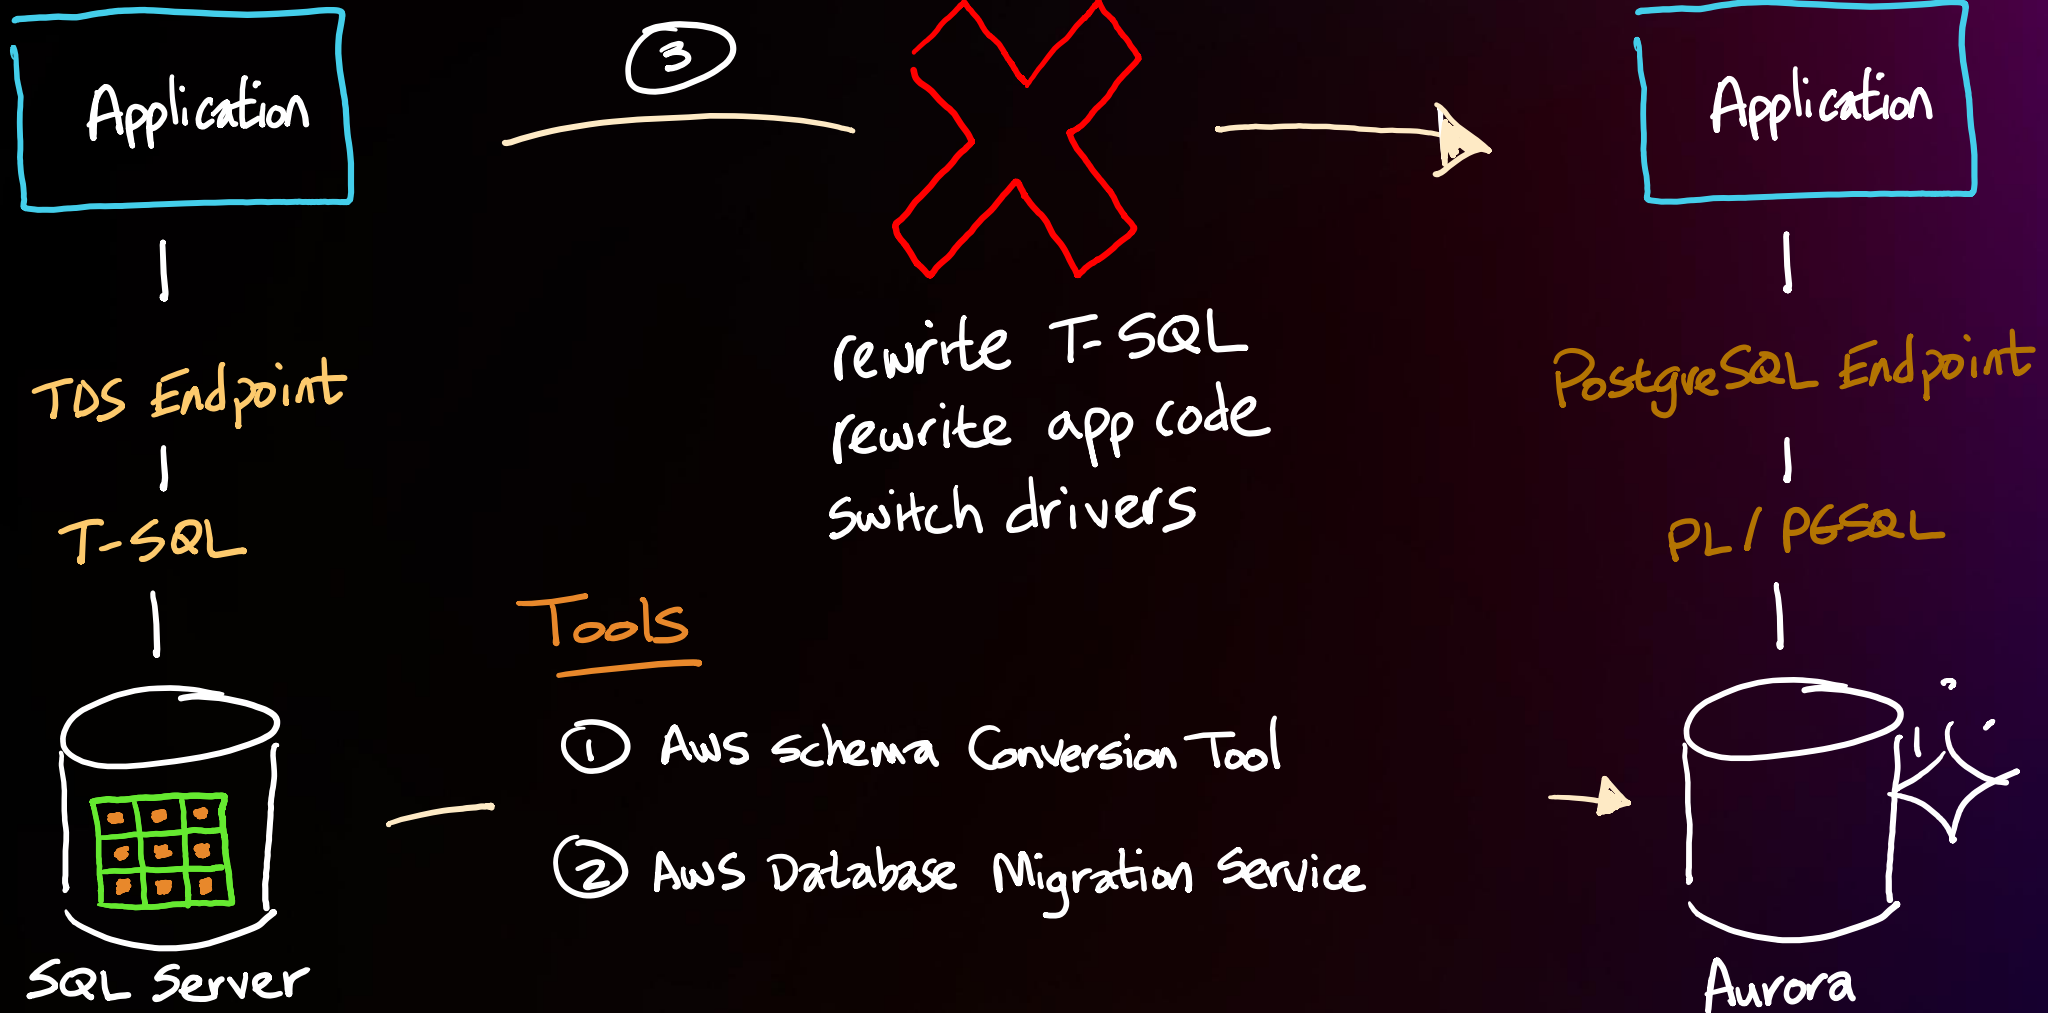 Application
TDS Endpoint
T-SQL
SQL Server
3
rewrite T-SQL
rewrite app code
switch drivers
Tools
1 AWS Schema Conversion Tool
2 AWS Database Migration Service
Application
PostgreSQL Endpoint
PL / PGSQL
Aurora